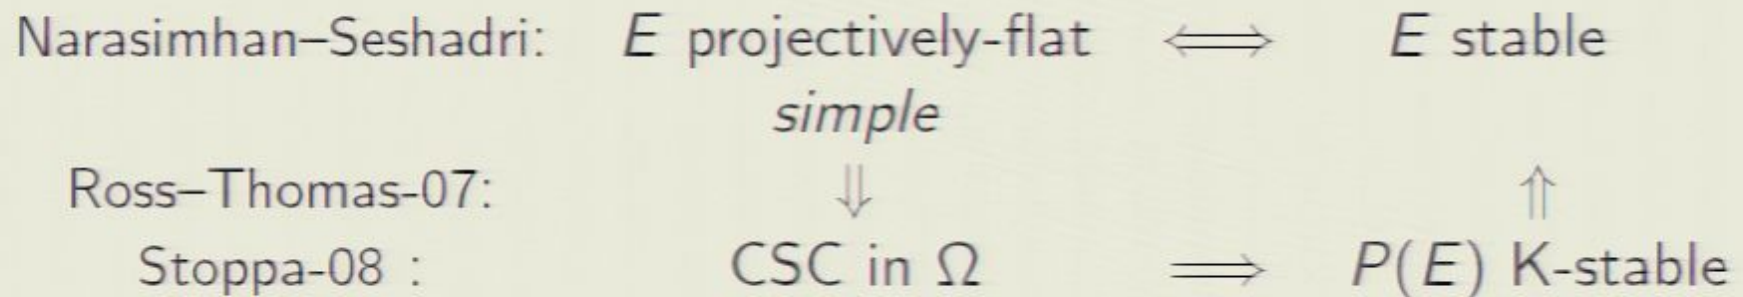 Narasimhan–Seshadri: E projectively-flat ⟺ E stable
simple
Ross–Thomas-07: ⇓ ⇑
Stoppa-08 : CSC in Ω ⟹ P(E) K-stable